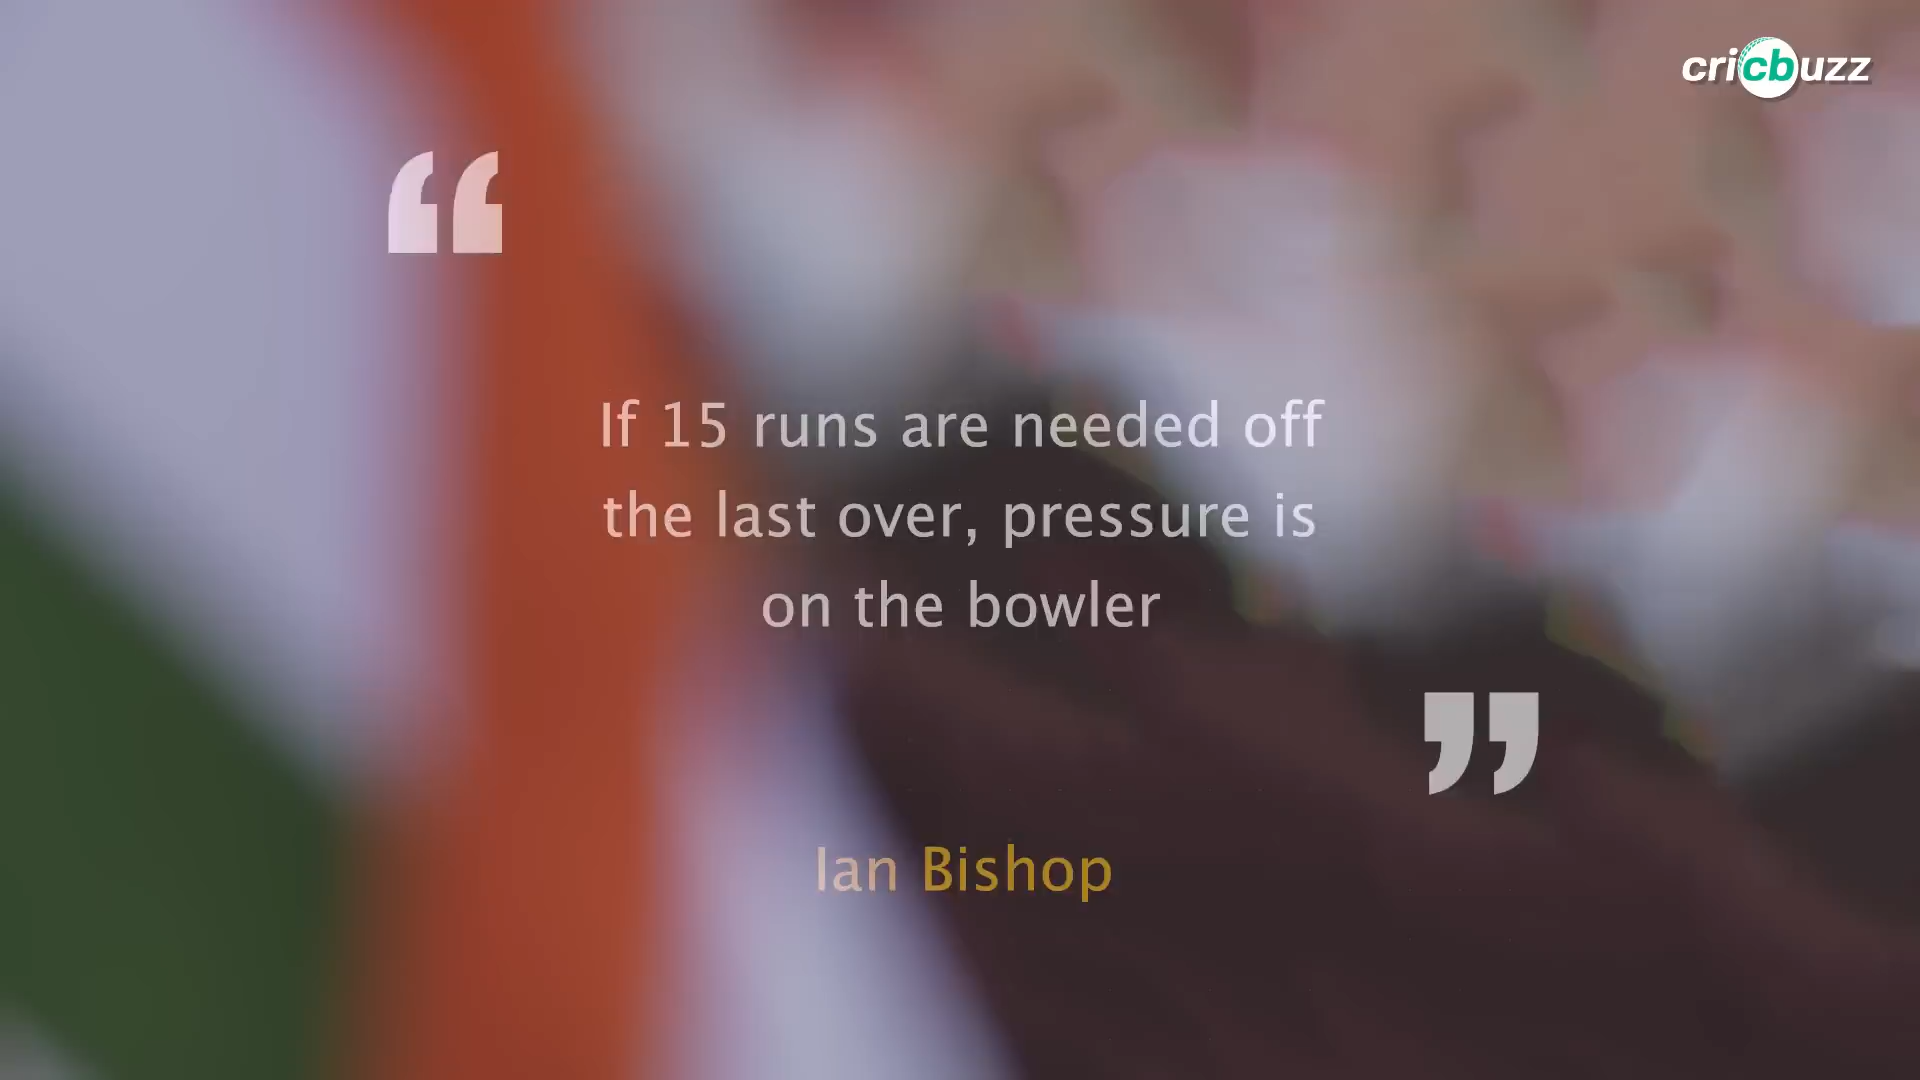 cricbuzz
“
If 15 runs are needed off
the last over, pressure is
on the bowler
”
Ian Bishop